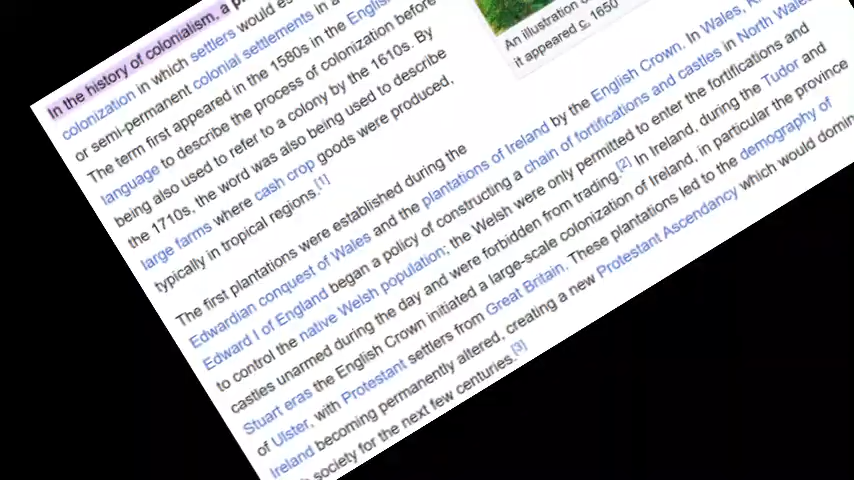 In the history of colonialism, a p
colonization in which settlers would es
or semi-permanent colonial settlements in a
The term first appeared in the 1580s in the English
language to describe the process of colonization before
being also used to refer to a colony by the 1610s. By
the 1710s, the word was also being used to describe
large farms where cash crop goods were produced,
typically in tropical regions.[1]
An illustration
it appeared c. 1650
The first plantations were established during the
Edwardian conquest of Wales and the plantations of Ireland by the English Crown. In Wales, K
Edward I of England began a policy of constructing a chain of fortifications and castles in North Wales
to control the native Welsh population; the Welsh were only permitted to enter the fortifications and
castles unarmed during the day and were forbidden from trading.[2] In Ireland, during the Tudor and
Stuart eras the English Crown initiated a large-scale colonization of Ireland, in particular the province
of Ulster, with Protestant settlers from Great Britain. These plantations led to the demography of
Ireland becoming permanently altered, creating a new Protestant Ascendancy which would domin
society for the next few centuries.[3]